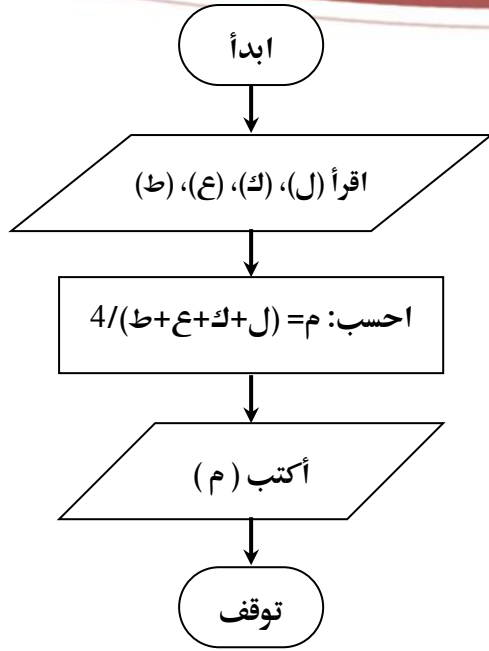 ابدأ
اقرأ (ل)، (ك)، (ع)، (ط)
احسب: م= (ل+ك+ع+ط)/4
أكتب ( م )
توقف